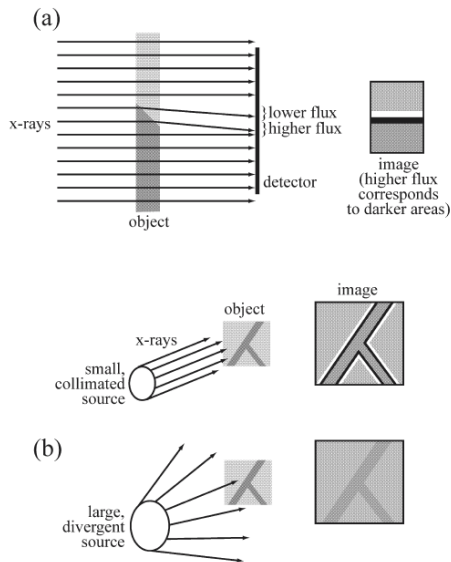 (a)
x-rays
lower flux
higher flux
detector
object
image
(higher flux
corresponds
to darker areas)
object
image
x-rays
small,
collimated
source
(b)
large,
divergent
source